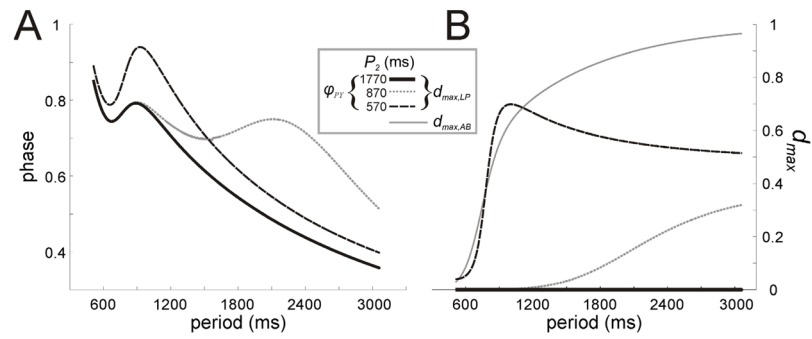 A
B
1
0.8
0.6
0.4
phase
600 1200 1800 2400 3000
period (ms)
P2 (ms)
φPY { 1770 } dmax,LP
870
570
dmax,AB
1
0.8
0.6
0.4
0.2
0
dmax
600 1200 1800 2400 3000
period (ms)